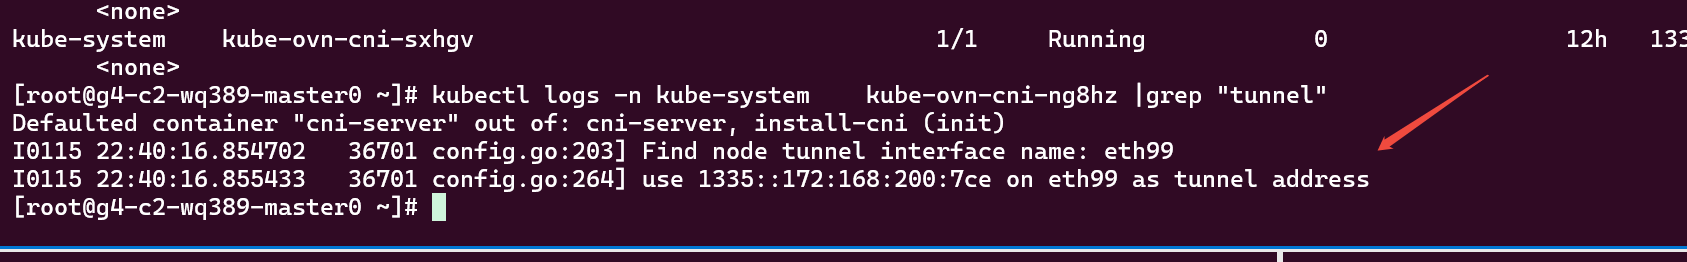 <none>
kube-system    kube-ovn-cni-sxhgv                                 1/1     Running            0                 12h   133
<none>
[root@g4-c2-wq389-master0 ~]# kubectl logs -n kube-system    kube-ovn-cni-ng8hz |grep "tunnel"
Defaulted container "cni-server" out of: cni-server, install-cni (init)
I0115 22:40:16.854702   36701 config.go:203] Find node tunnel interface name: eth99
I0115 22:40:16.855433   36701 config.go:264] use 1335::172:168:200:7ce on eth99 as tunnel address
[root@g4-c2-wq389-master0 ~]#